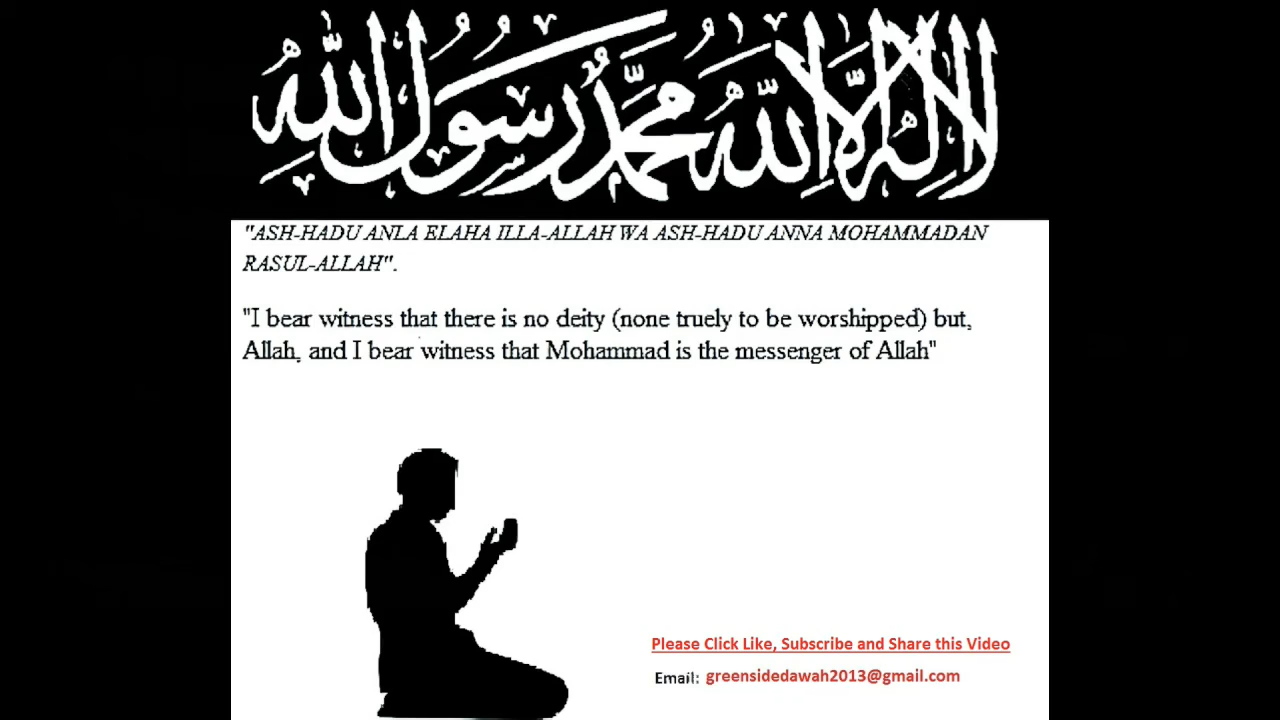 لا إله إلا الله محمد رسول الله
"ASH-HADU ANLA ELAHA ILLA-ALLAH WA ASH-HADU ANNA MOHAMMADAN
RASUL-ALLAH".
"I bear witness that there is no deity (none truely to be worshipped) but,
Allah, and I bear witness that Mohammad is the messenger of Allah"
Please Click Like, Subscribe and Share this Video
Email: greensidedawah2013@gmail.com